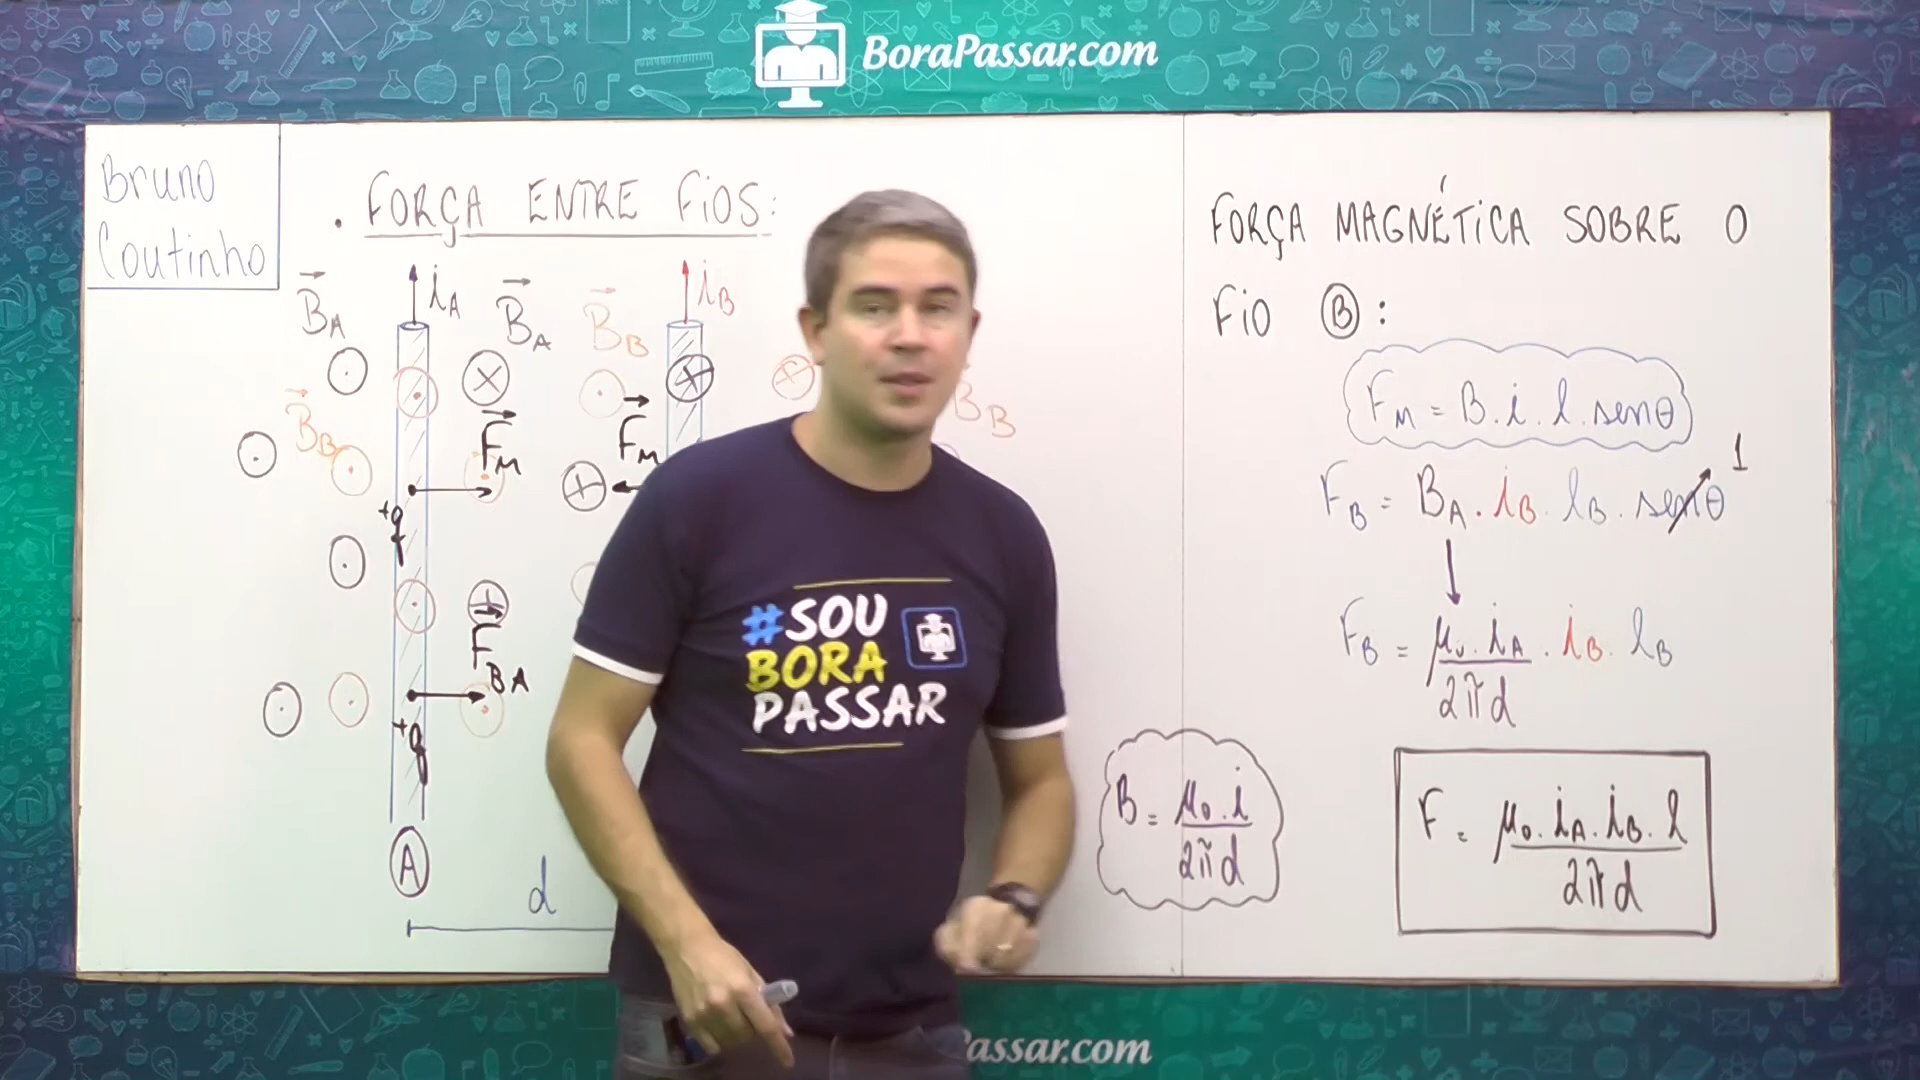 BoraPassar.com
Bruno
Coutinho
. FORÇA ENTRE FIOS:
B_A
i_A
B_A
B_B
i_B
B_B
B_B
F_M
F_M
+q
F_BA
+q
A
d
#SOU
BORA
PASSAR
FORÇA MAGNÉTICA SOBRE O
FIO B :
F_M = B . i . l . senθ
F_B = B_A . i_B . l_B . senθ 1
F_B = μ₀ . i_A / 2πd . i_B . l_B
B = μ₀ . i / 2πd
F = μ₀ . i_A . i_B . l / 2πd
Passar.com